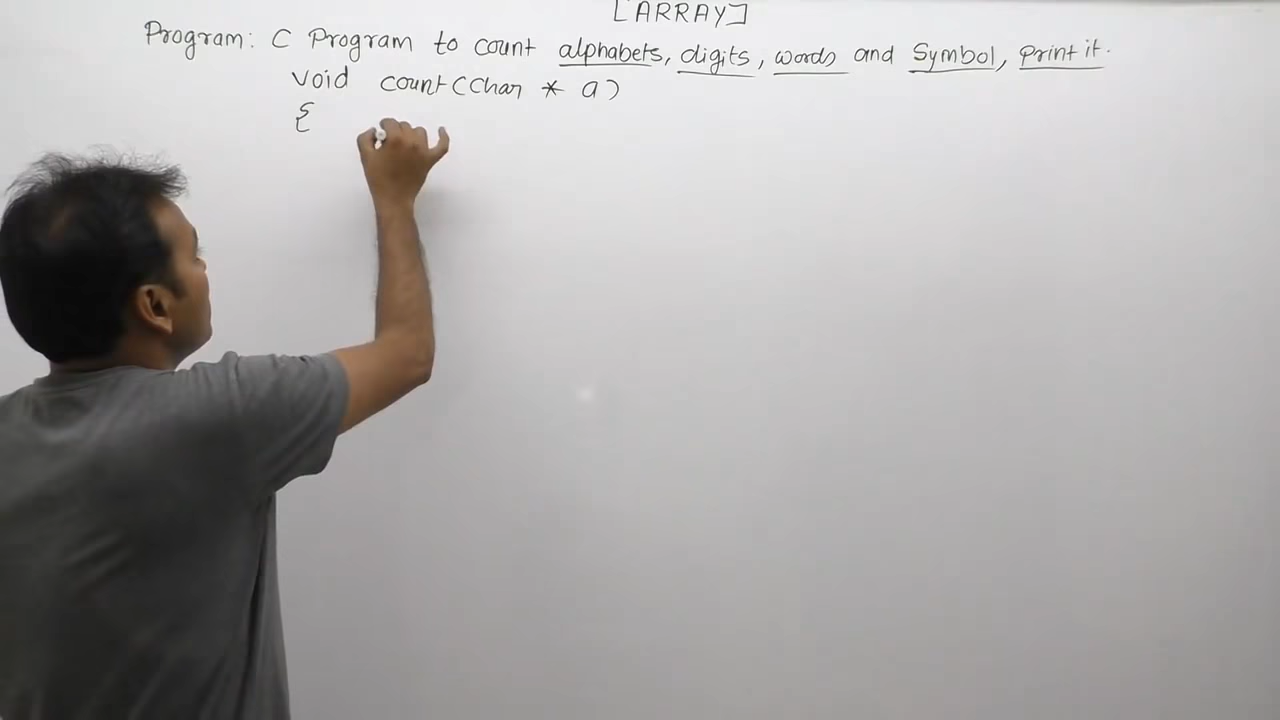 [ARRAY]
Program: C Program to count alphabets, digits, words and Symbol, print it.
void count(char * a)
{